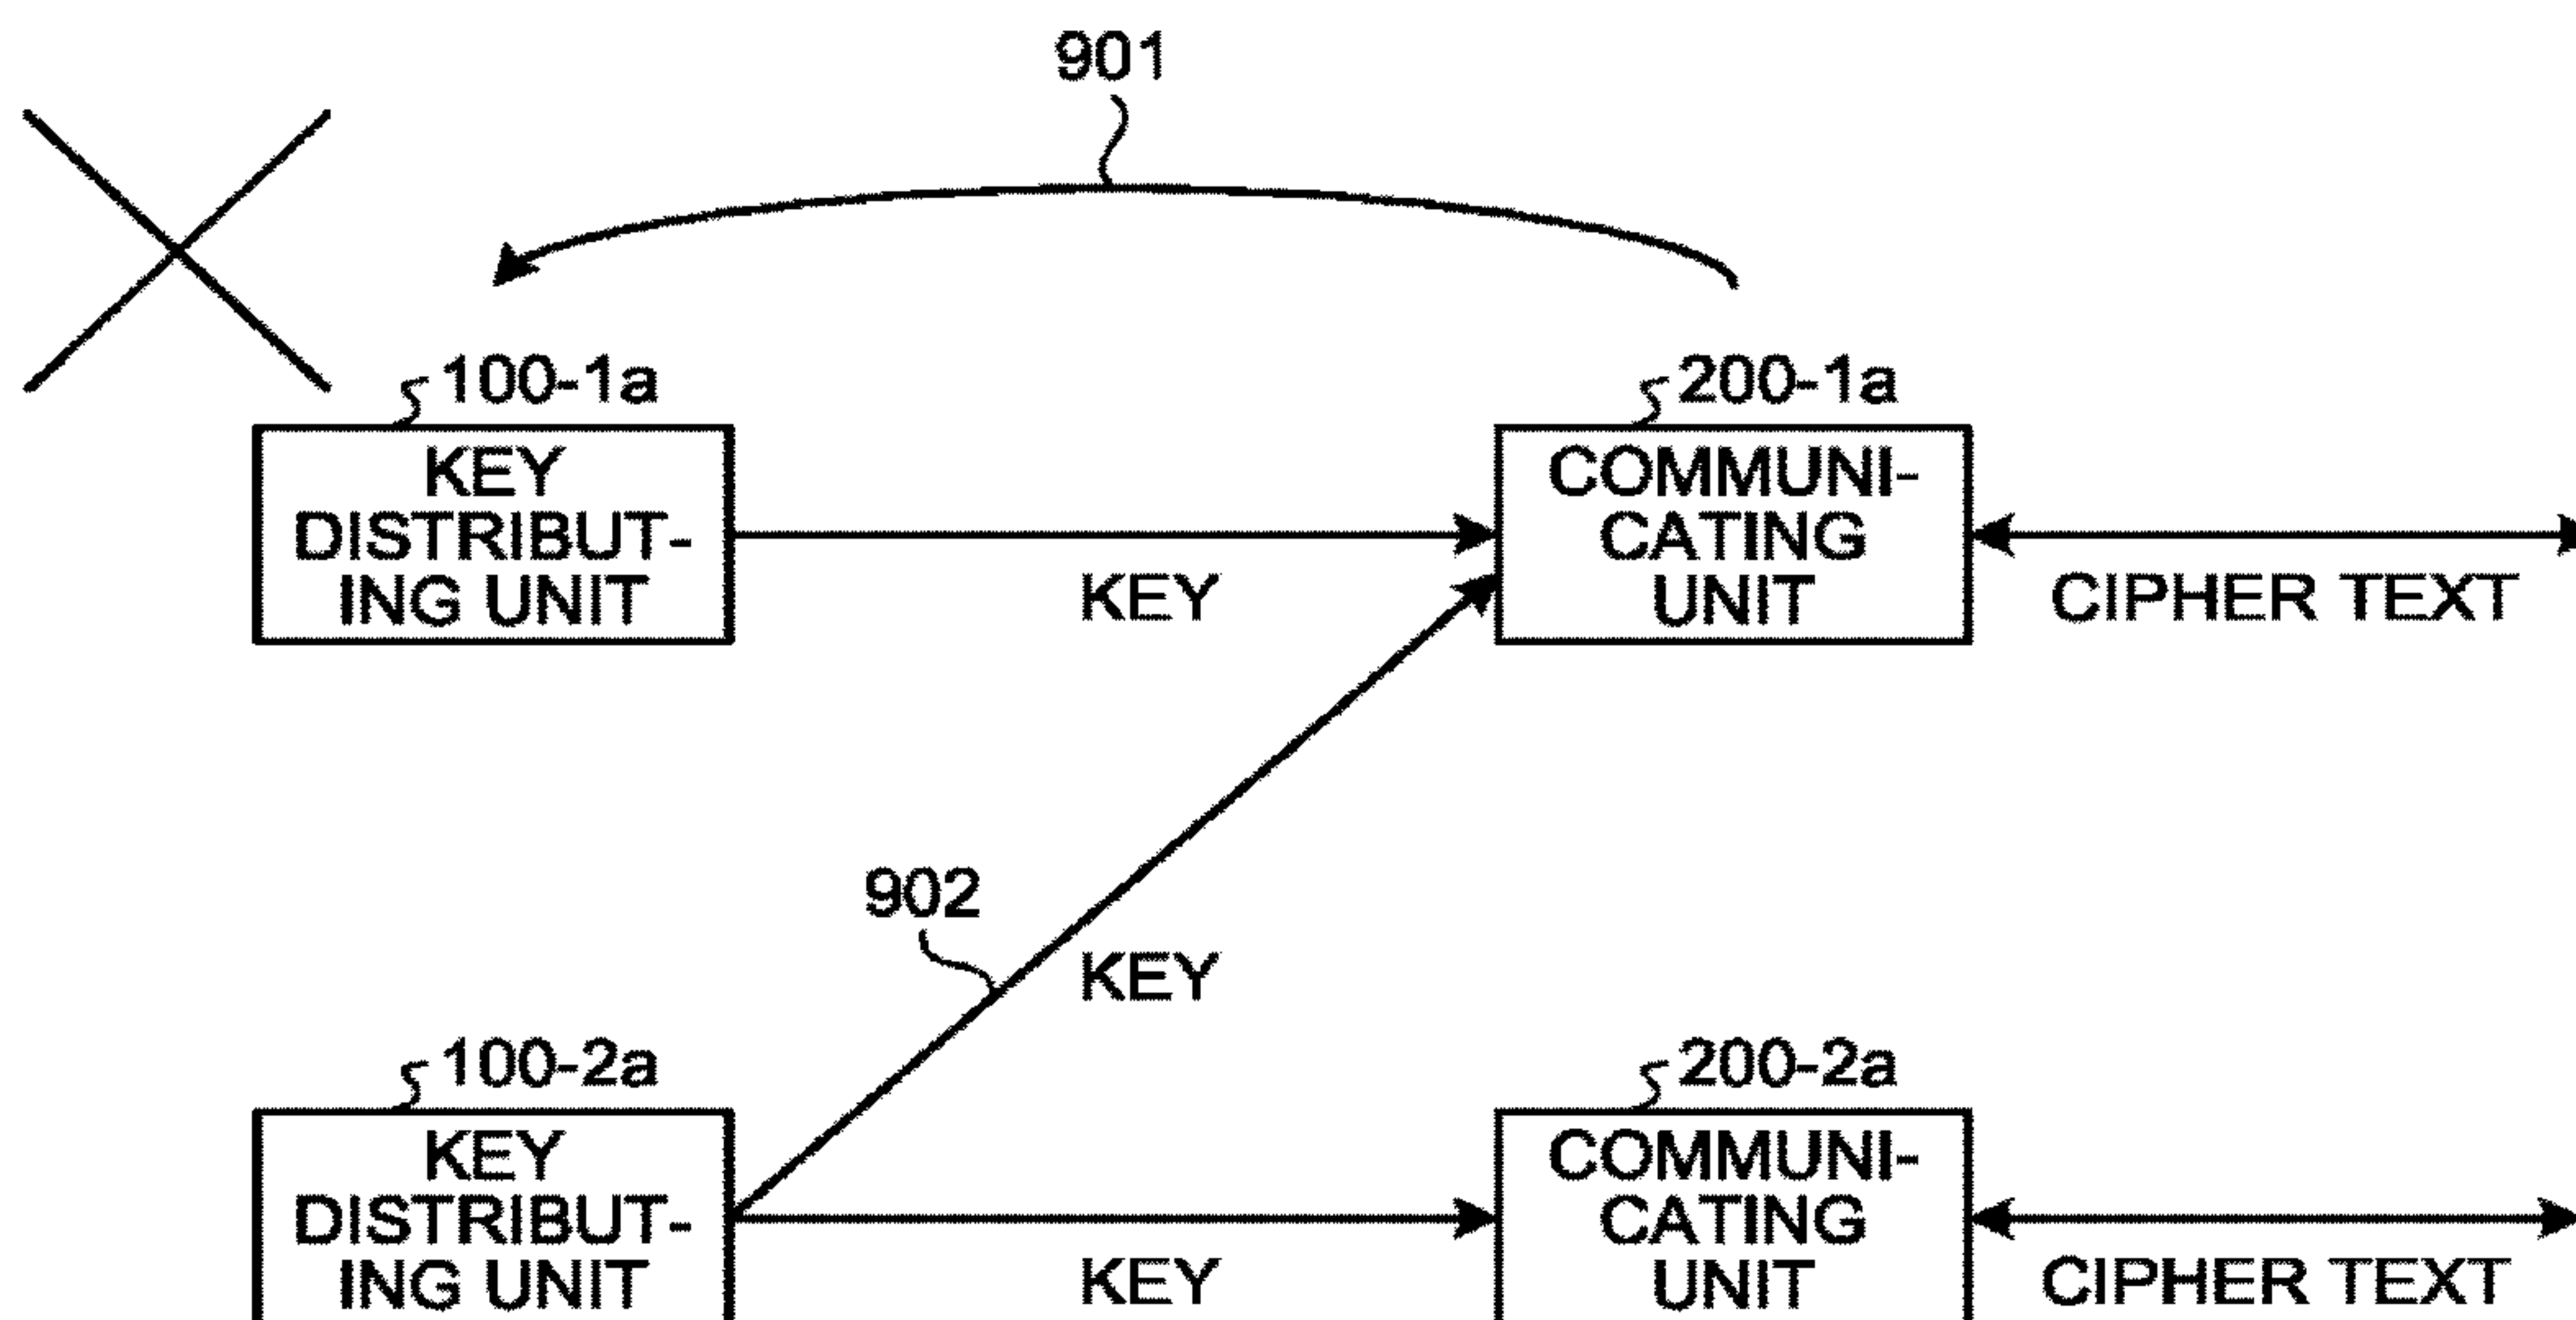 901
100-1a
200-1a
KEY
DISTRIBUT-
ING UNIT
KEY
COMMUNI-
CATING
UNIT
CIPHER TEXT
902
KEY
100-2a
200-2a
KEY
DISTRIBUT-
ING UNIT
KEY
COMMUNI-
CATING
UNIT
CIPHER TEXT